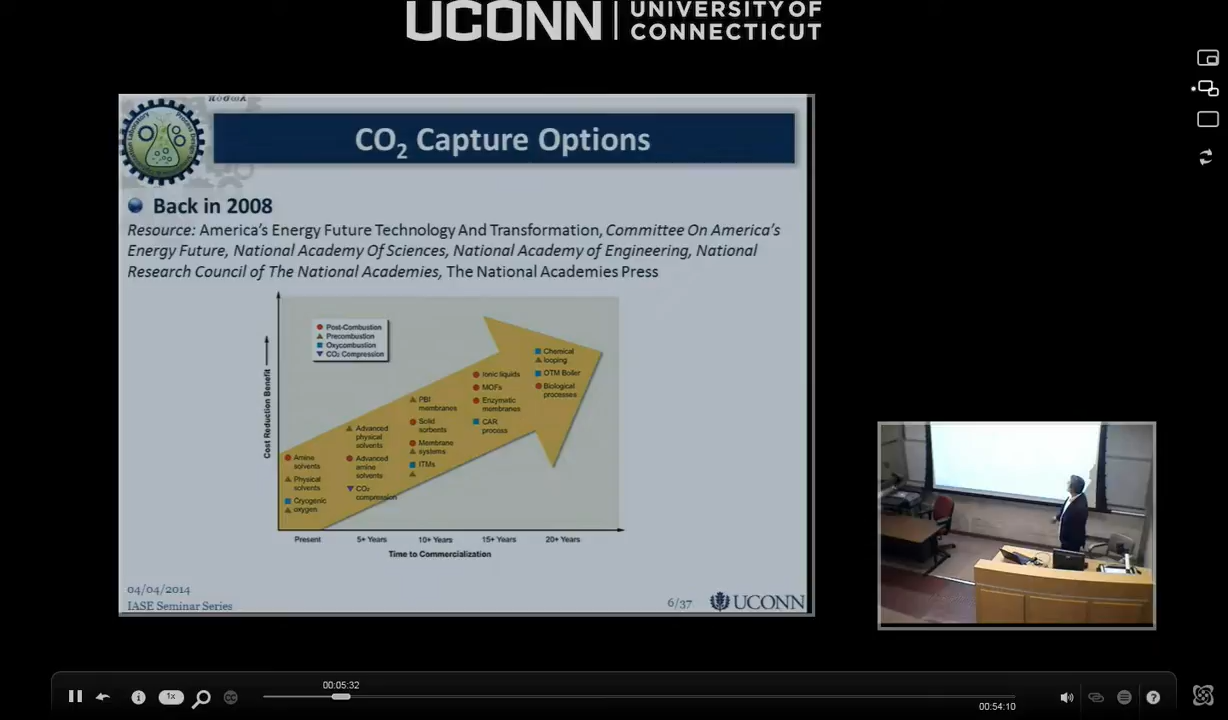 UCONN | UNIVERSITY OF
CONNECTICUT
CO2 Capture Options
Back in 2008
Resource: America's Energy Future Technology And Transformation, Committee On America's
Energy Future, National Academy Of Sciences, National Academy of Engineering, National
Research Council of The National Academies, The National Academies Press
Post-Combustion
Precombustion
Oxycombustion
CO2 Compression
Cost Reduction Benefit
Amine
solvents
Physical
solvents
Cryogenic
oxygen
Advanced
physical
solvents
Advanced
amine
solvents
CO2
compression
PBI
membranes
Solid
sorbents
Membrane
systems
ITMs
Ionic liquids
MOFs
Enzymatic
membranes
CAR
process
Chemical
looping
OTM Boiler
Biological
processes
Present
5+ Years
10+ Years
15+ Years
20+ Years
Time to Commercialization
04/04/2014
IASE Seminar Series
6/37
UCONN
00:05:32
1x
CC
00:54:10